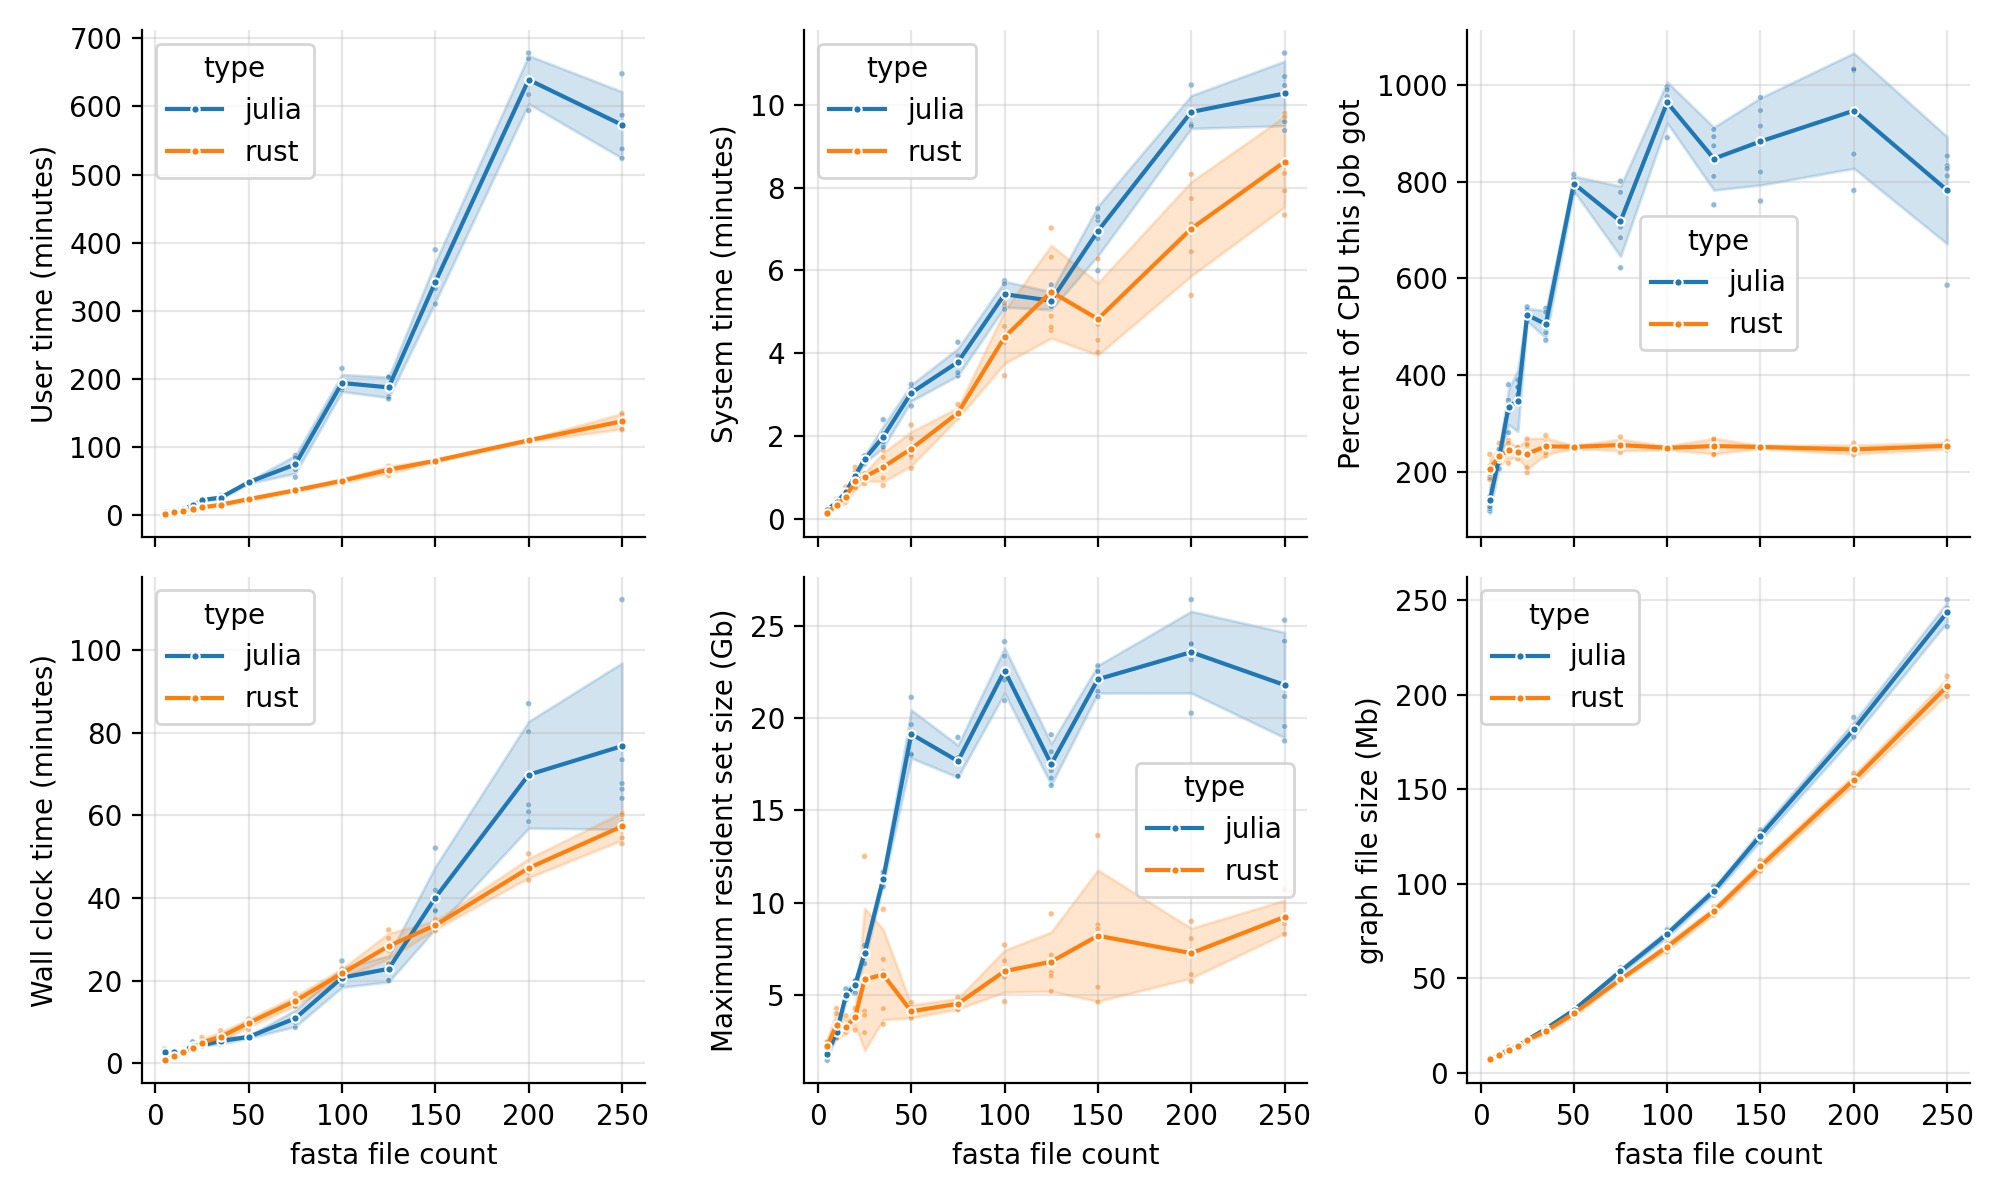 User time (minutes)
700
600
500
400
300
200
100
0
type
julia
rust
System time (minutes)
10
8
6
4
2
0
type
julia
rust
Percent of CPU this job got
1000
800
600
400
200
type
julia
rust
Wall clock time (minutes)
100
80
60
40
20
0
type
julia
rust
0 50 100 150 200 250
fasta file count
Maximum resident set size (Gb)
25
20
15
10
5
type
julia
rust
0 50 100 150 200 250
fasta file count
graph file size (Mb)
250
200
150
100
50
0
type
julia
rust
0 50 100 150 200 250
fasta file count